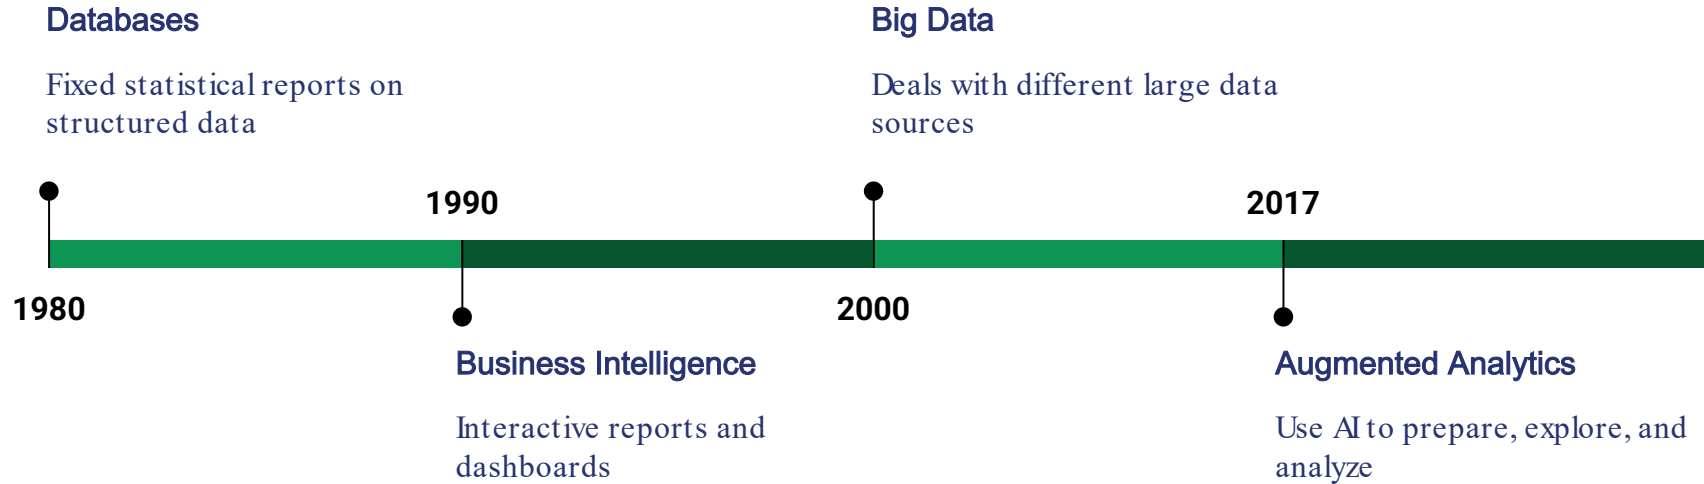 Databases
Fixed statistical reports on
structured data
1980
1990
Business Intelligence
Interactive reports and
dashboards
Big Data
Deals with different large data
sources
2000
2017
Augmented Analytics
Use AI to prepare, explore, and
analyze